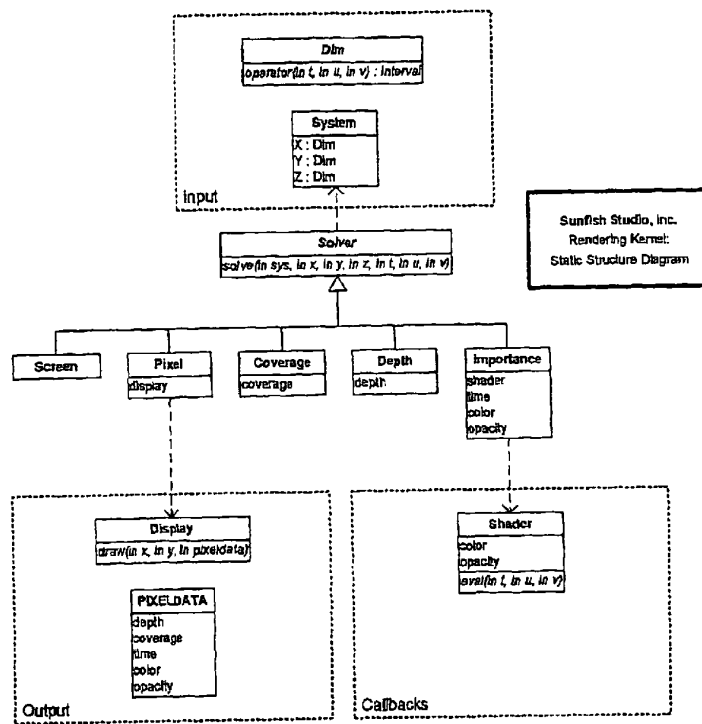 Dim
operator(in t, in u, in v) : Interval
System
X : Dim
Y : Dim
Z : Dim
Input
Sunfish Studio, Inc.
Rendering Kernel:
Static Structure Diagram
Solver
solve(in sys, in x, in y, in z, in t, in u, in v)
Screen
Pixel
display
Coverage
coverage
Depth
depth
Importance
shader
time
color
opacity
Display
draw(in x, in y, in pixeldata)
PIXELDATA
depth
coverage
time
color
opacity
Output
Shader
color
opacity
eval(in t, in u, in v)
Callbacks